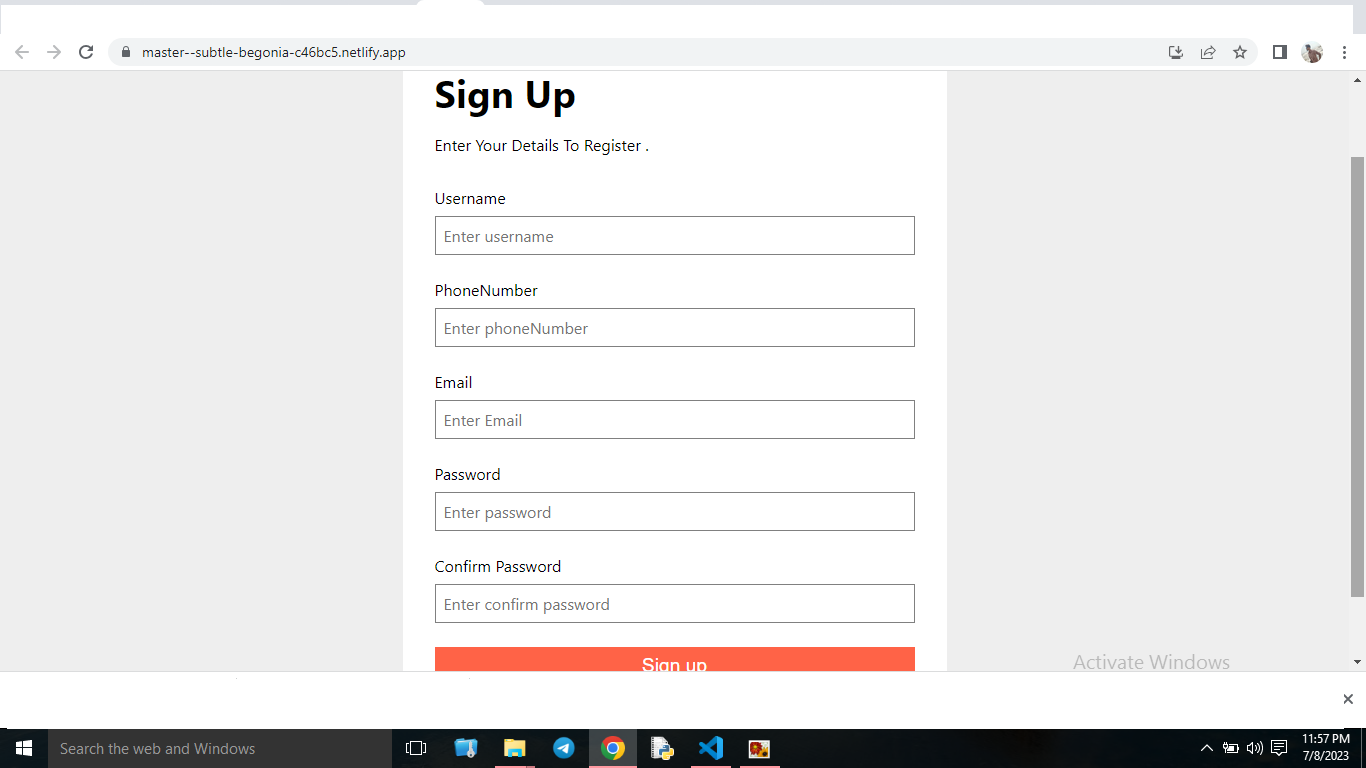 master--subtle-begonia-c46bc5.netlify.app
Sign Up
Enter Your Details To Register .
Username
Enter username
PhoneNumber
Enter phoneNumber
Email
Enter Email
Password
Enter password
Confirm Password
Enter confirm password
Sign up
Activate Windows
Search the web and Windows
11:57 PM
7/8/2023